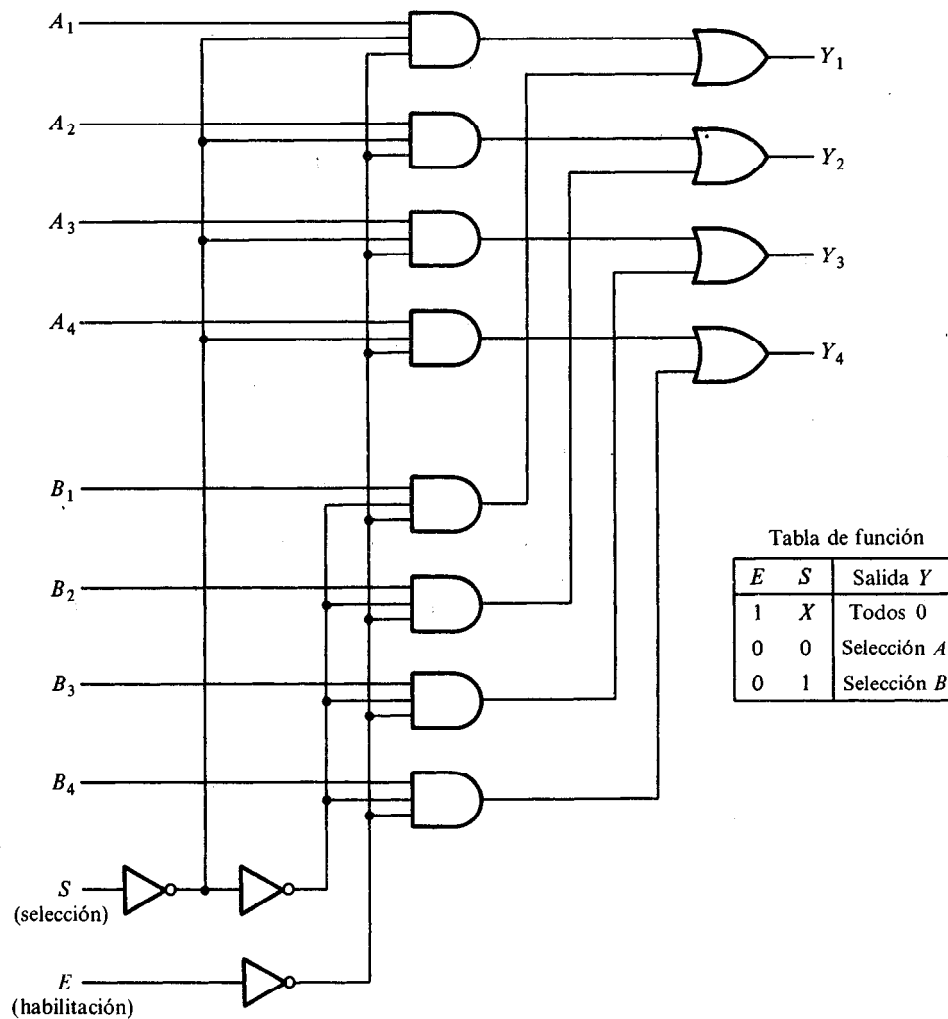 A1
Y1
A2
Y2
A3
Y3
A4
Y4
B1
B2
B3
B4
S
(selección)
E
(habilitación)
Tabla de función
E S Salida Y
1 X Todos 0
0 0 Selección A
0 1 Selección B